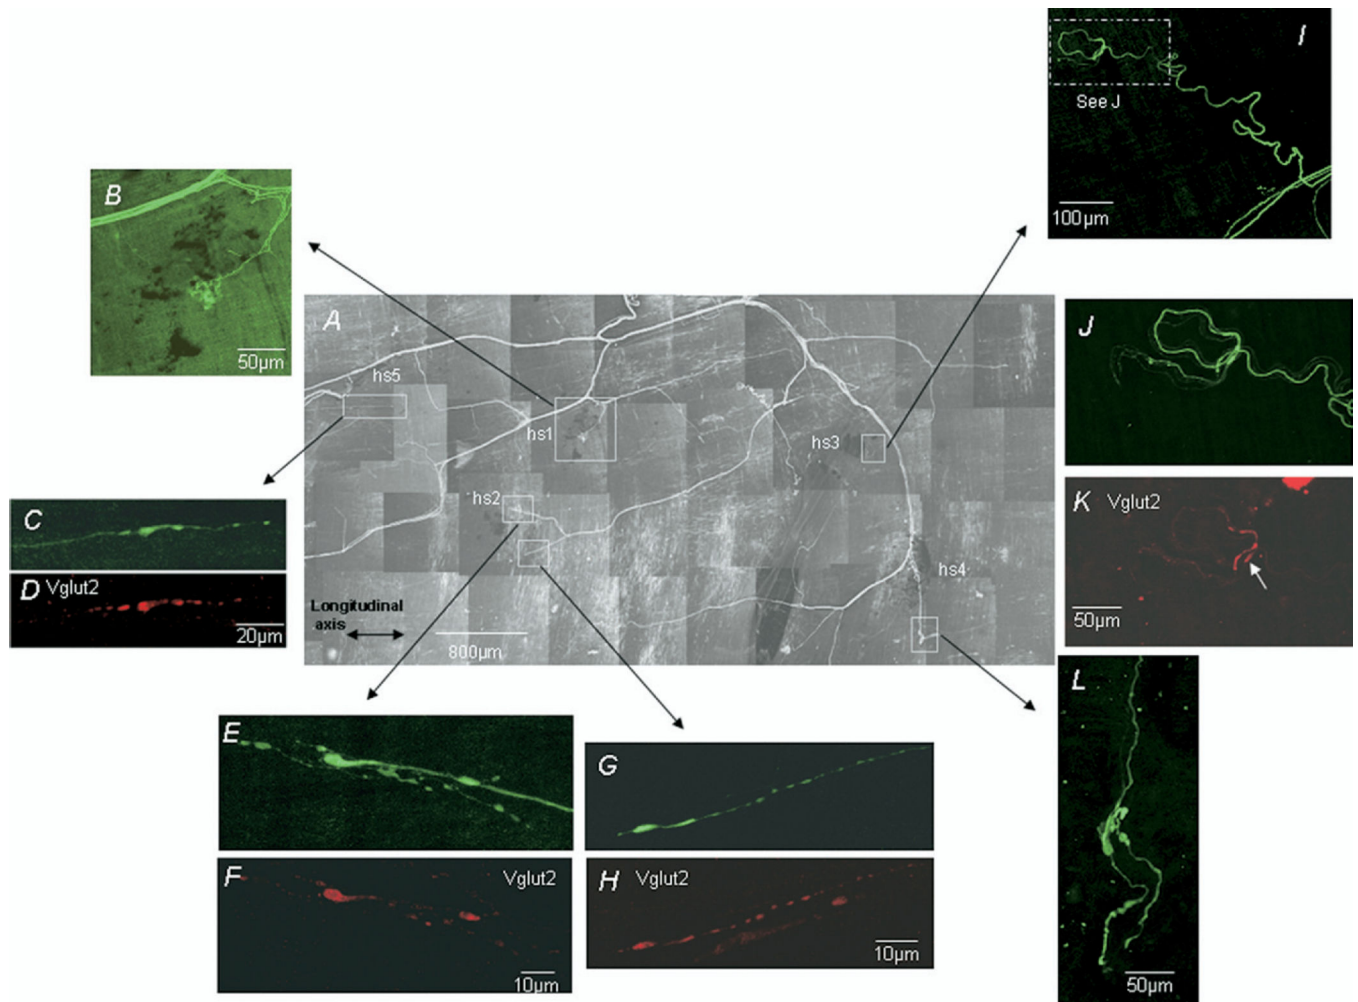 I
See J
100µm
B
50µm
A
hs5
hs1
hs3
hs2
hs4
Longitudinal
axis
800µm
J
K Vglut2
50µm
C
D Vglut2
20µm
E
F Vglut2
10µm
G
H Vglut2
10µm
L
50µm